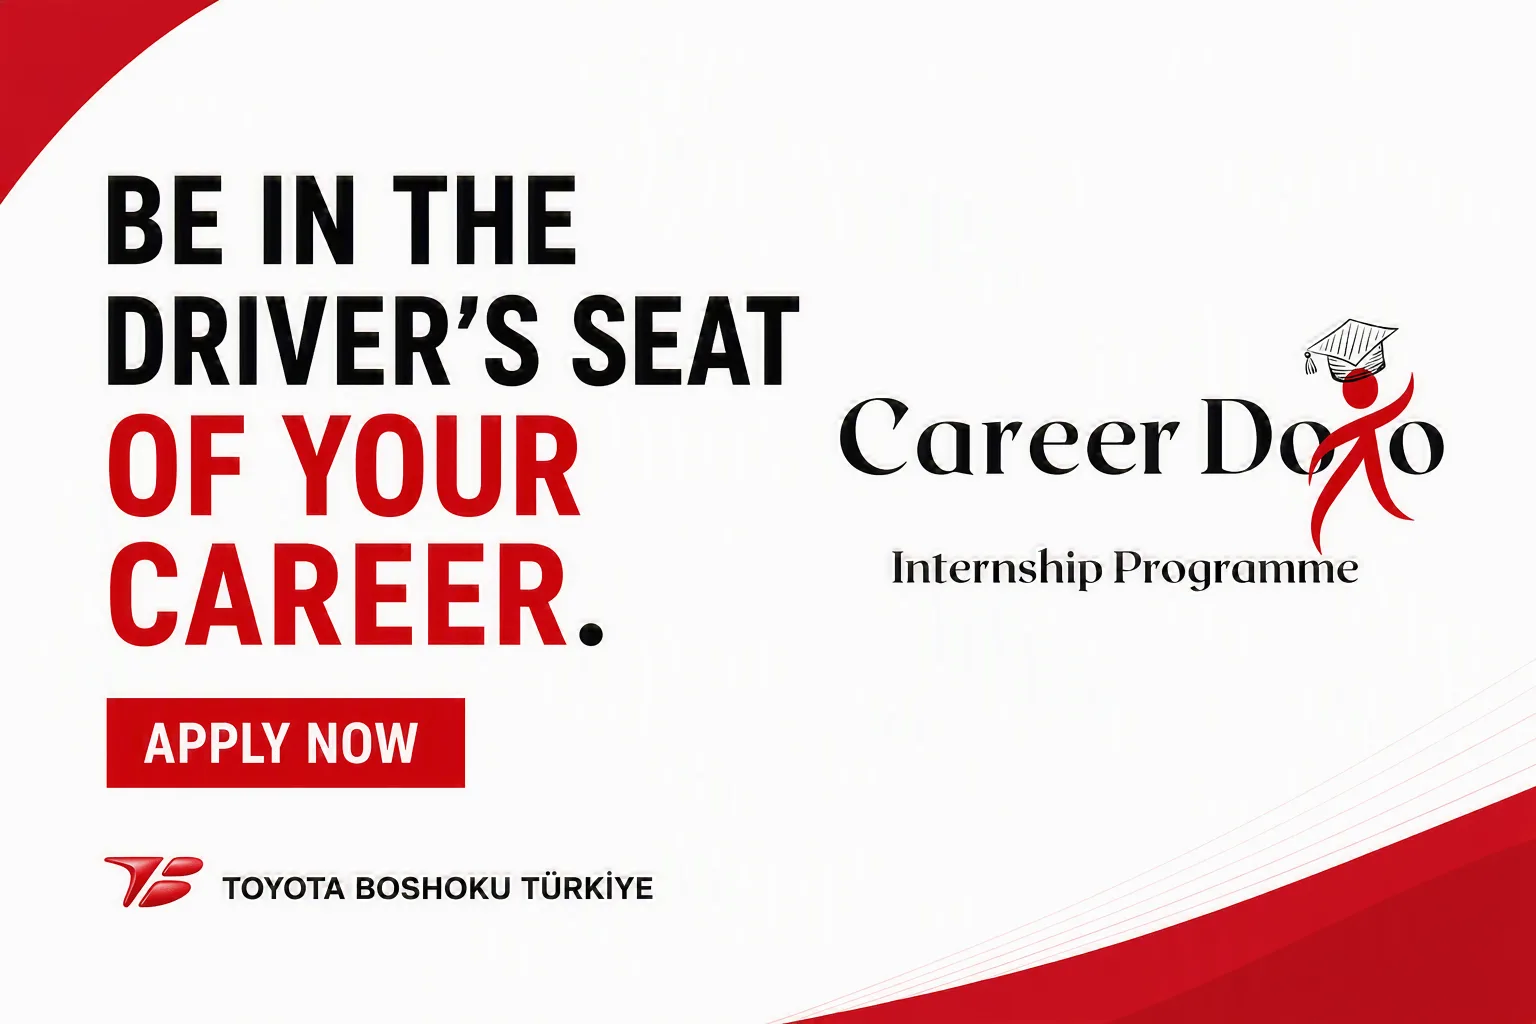 BE IN THE
DRIVER’S SEAT
OF YOUR
CAREER.
APPLY NOW
TOYOTA BOSHOKU TÜRKİYE
Career Dojo
Internship Programme